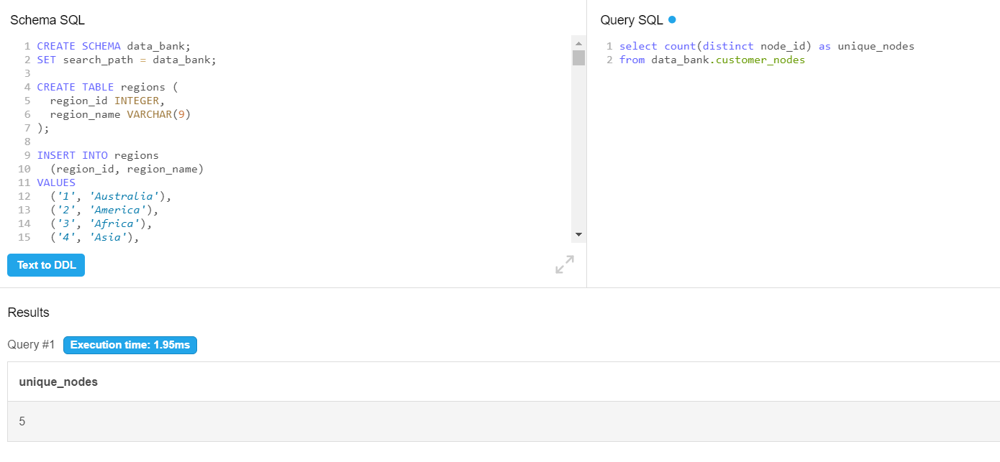 Schema SQL
1 CREATE SCHEMA data_bank;
2 SET search_path = data_bank;
3
4 CREATE TABLE regions (
5   region_id INTEGER,
6   region_name VARCHAR(9)
7 );
8
9 INSERT INTO regions
10   (region_id, region_name)
11 VALUES
12   ('1', 'Australia'),
13   ('2', 'America'),
14   ('3', 'Africa'),
15   ('4', 'Asia'),
Text to DDL
Query SQL
1 select count(distinct node_id) as unique_nodes
2 from data_bank.customer_nodes
Results
Query #1 Execution time: 1.95ms
unique_nodes
5